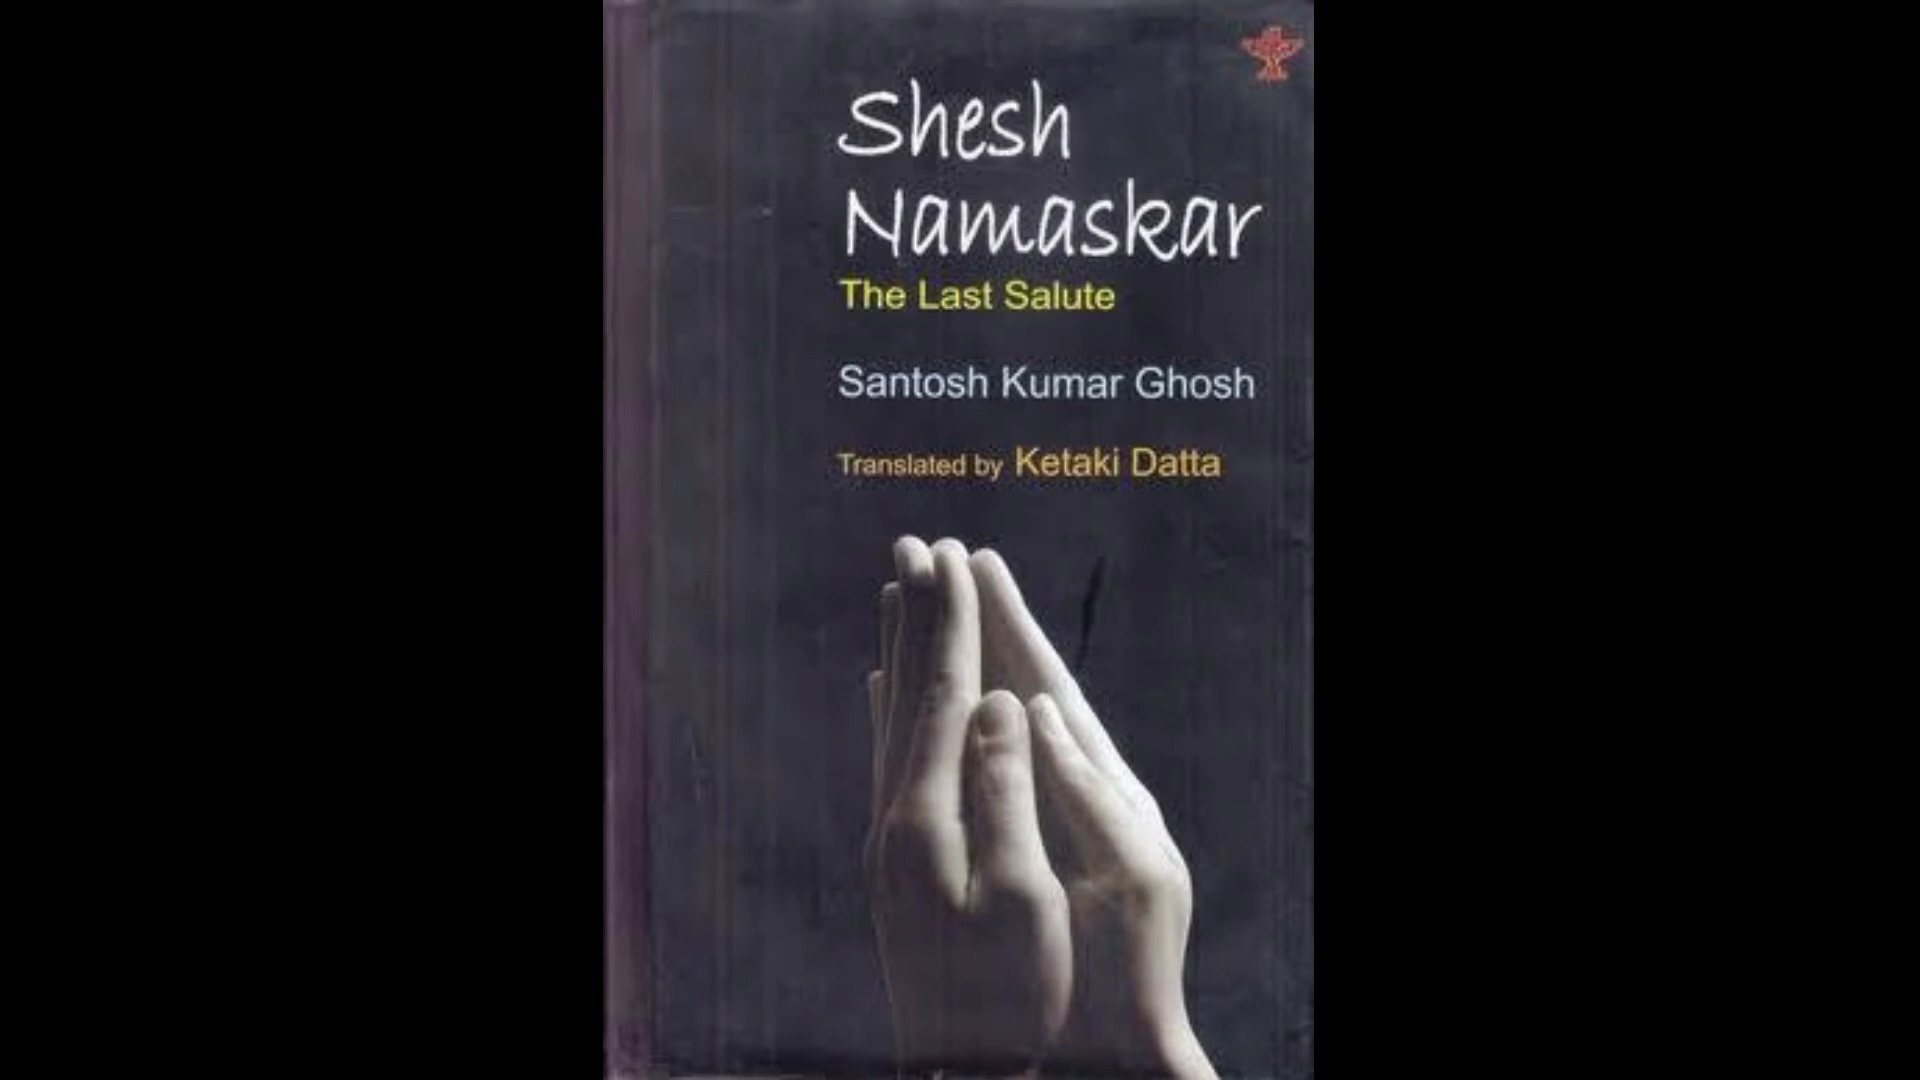 Shesh
Namaskar
The Last Salute
Santosh Kumar Ghosh
Translated by Ketaki Datta